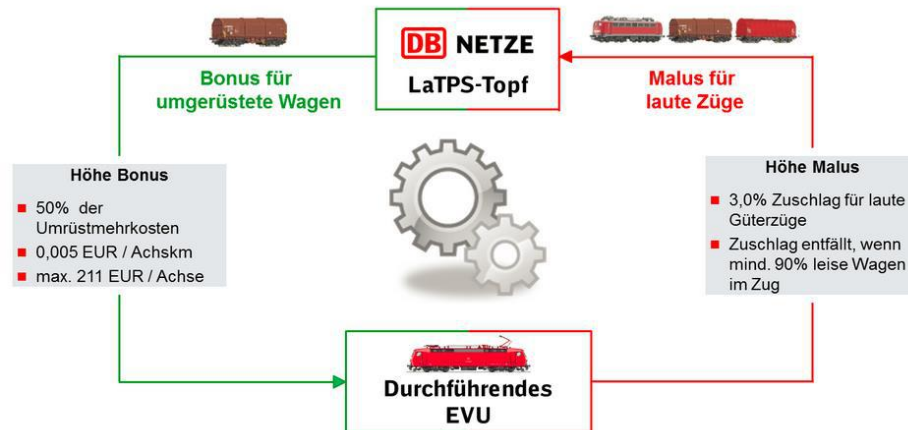 DB NETZE
LaTPS-Topf
Bonus für
umgerüstete Wagen
Malus für
laute Züge
Höhe Bonus
50% der
Umrüstmehrkosten
0,005 EUR / Achskm
max. 211 EUR / Achse
Höhe Malus
3,0% Zuschlag für laute
Güterzüge
Zuschlag entfällt, wenn
mind. 90% leise Wagen
im Zug
Durchführendes
EVU